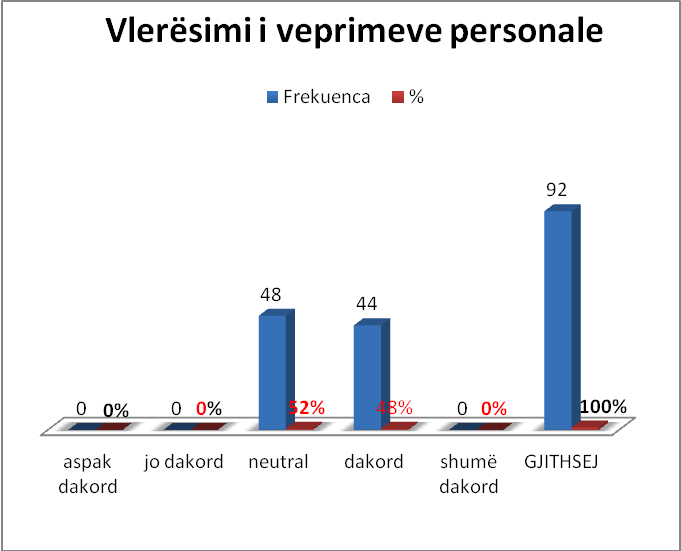 Vlerësimi i veprimeve personale
Frekuenca %
92
48
44
0 0% 0 0% 52% 48% 0 0% 100%
aspak dakord
jo dakord
neutral
dakord
shumë dakord
GJITHSEJ